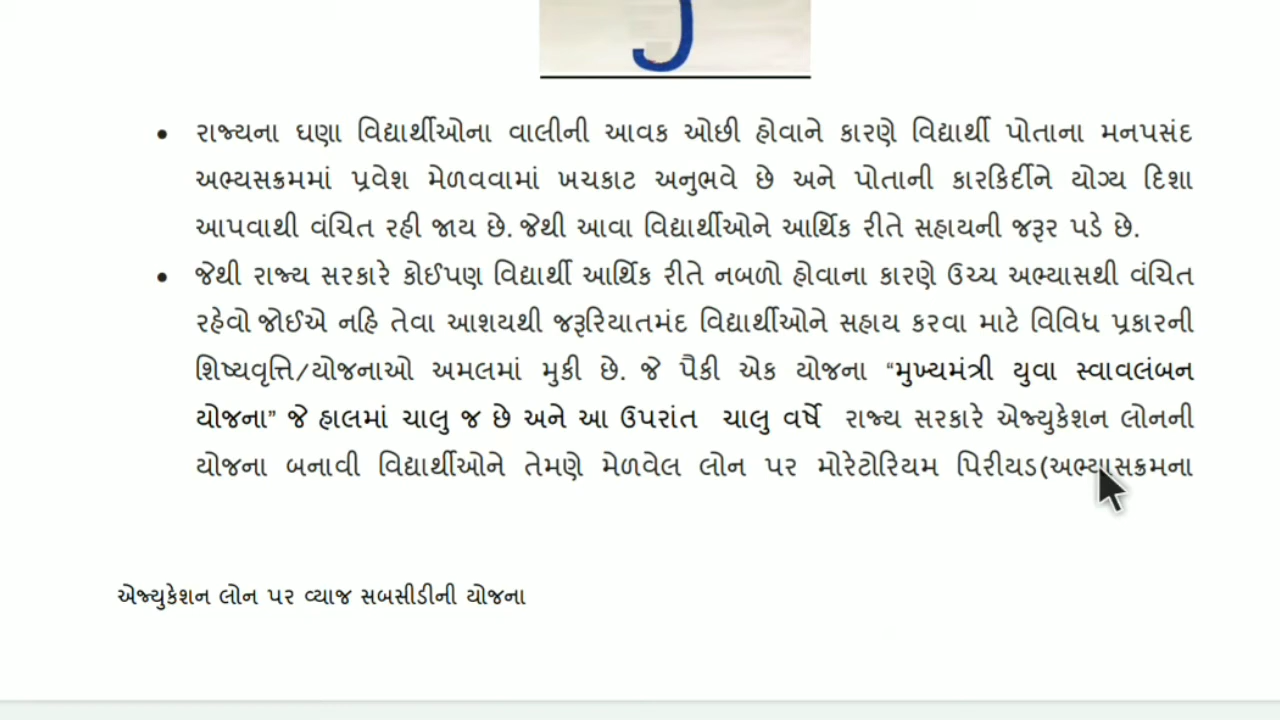 • રાજ્યના ઘણા વિદ્યાર્થીઓના વાલીની આવક ઓછી હોવાને કારણે વિદ્યાર્થી પોતાના મનપસંદ
અભ્યસક્રમમાં પ્રવેશ મેળવવામાં ખચકાટ અનુભવે છે અને પોતાની કારકિર્દીને યોગ્ય દિશા
આપવાથી વંચિત રહી જાય છે. જેથી આવા વિદ્યાર્થીઓને આર્થિક રીતે સહાયની જરૂર પડે છે.
• જેથી રાજ્ય સરકારે કોઈપણ વિદ્યાર્થી આર્થિક રીતે નબળો હોવાના કારણે ઉચ્ચ અભ્યાસથી વંચિત
રહેવો જોઈએ નહિ તેવા આશયથી જરૂરિયાતમંદ વિદ્યાર્થીઓને સહાય કરવા માટે વિવિધ પ્રકારની
શિષ્યવૃત્તિ/યોજનાઓ અમલમાં મુકી છે. જે પૈકી એક યોજના “મુખ્યમંત્રી યુવા સ્વાવલંબન
યોજના” જે હાલમાં ચાલુ જ છે અને આ ઉપરાંત ચાલુ વર્ષે રાજ્ય સરકારે એજ્યુકેશન લોનની
યોજના બનાવી વિદ્યાર્થીઓને તેમણે મેળવેલ લોન પર મોરેટોરિયમ પિરીયડ(અભ્યાસક્રમના
એજ્યુકેશન લોન પર વ્યાજ સબસીડીની યોજના